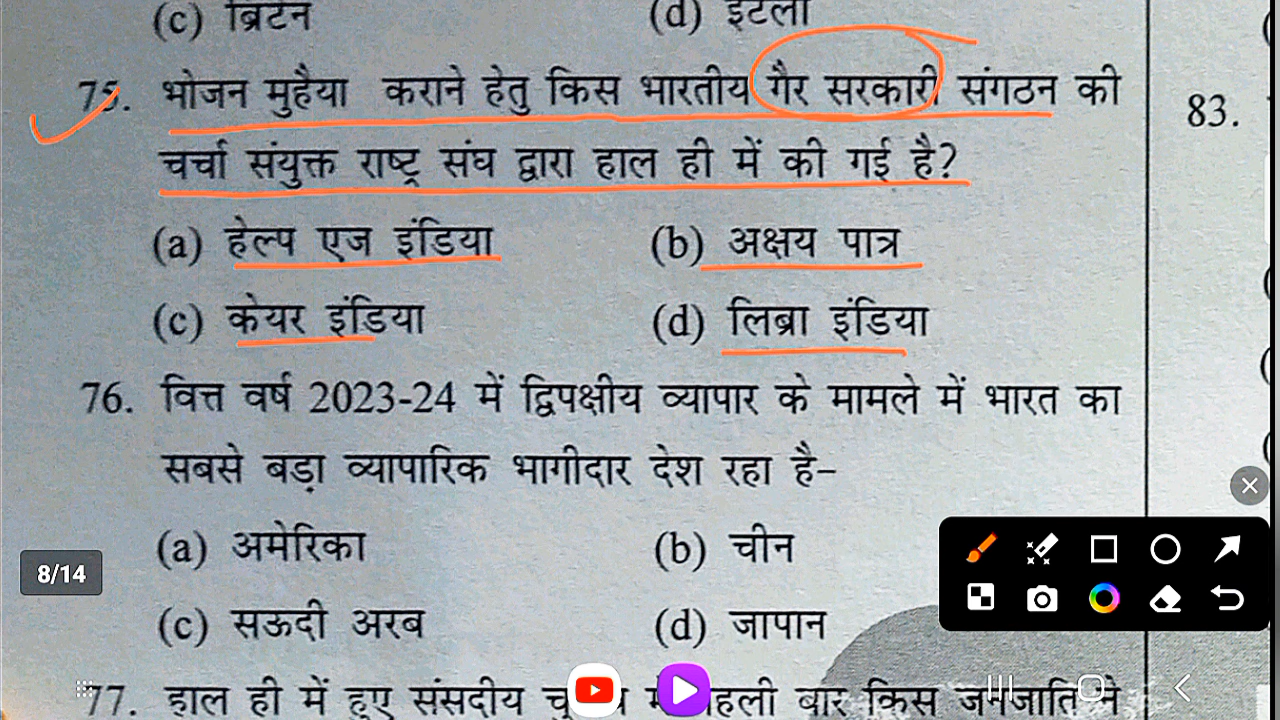 (c) ब्रिटेन (d) इटली
75. भोजन मुहैया कराने हेतु किस भारतीय गैर सरकारी संगठन की
83.
चर्चा संयुक्त राष्ट्र संघ द्वारा हाल ही में की गई है?
(a) हेल्प एज इंडिया (b) अक्षय पात्र
(c) केयर इंडिया (d) लिब्रा इंडिया
76. वित्त वर्ष 2023-24 में द्विपक्षीय व्यापार के मामले में भारत का
सबसे बड़ा व्यापारिक भागीदार देश रहा है–
(a) अमेरिका (b) चीन
8/14
(c) सऊदी अरब (d) जापान
77. हाल ही में हुए संसदीय किस जनजाति ने